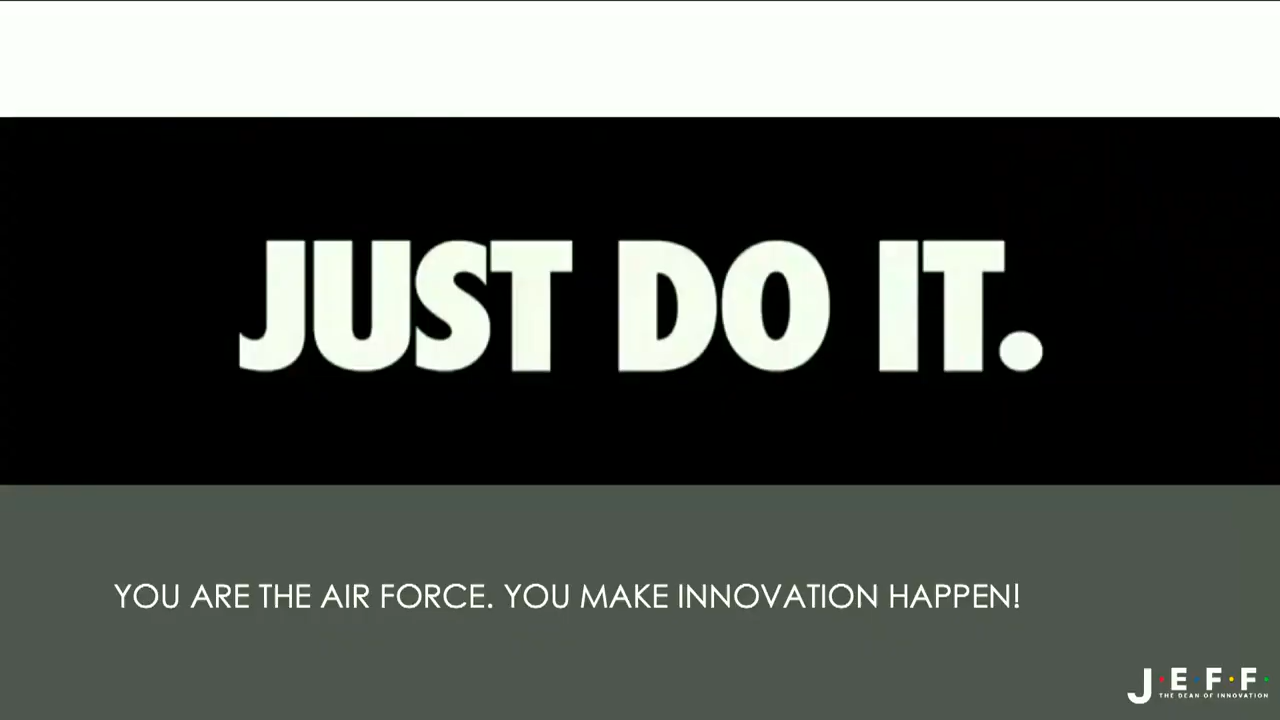 JUST DO IT.
YOU ARE THE AIR FORCE. YOU MAKE INNOVATION HAPPEN!
J·E·F·F·
THE DEAN OF INNOVATION